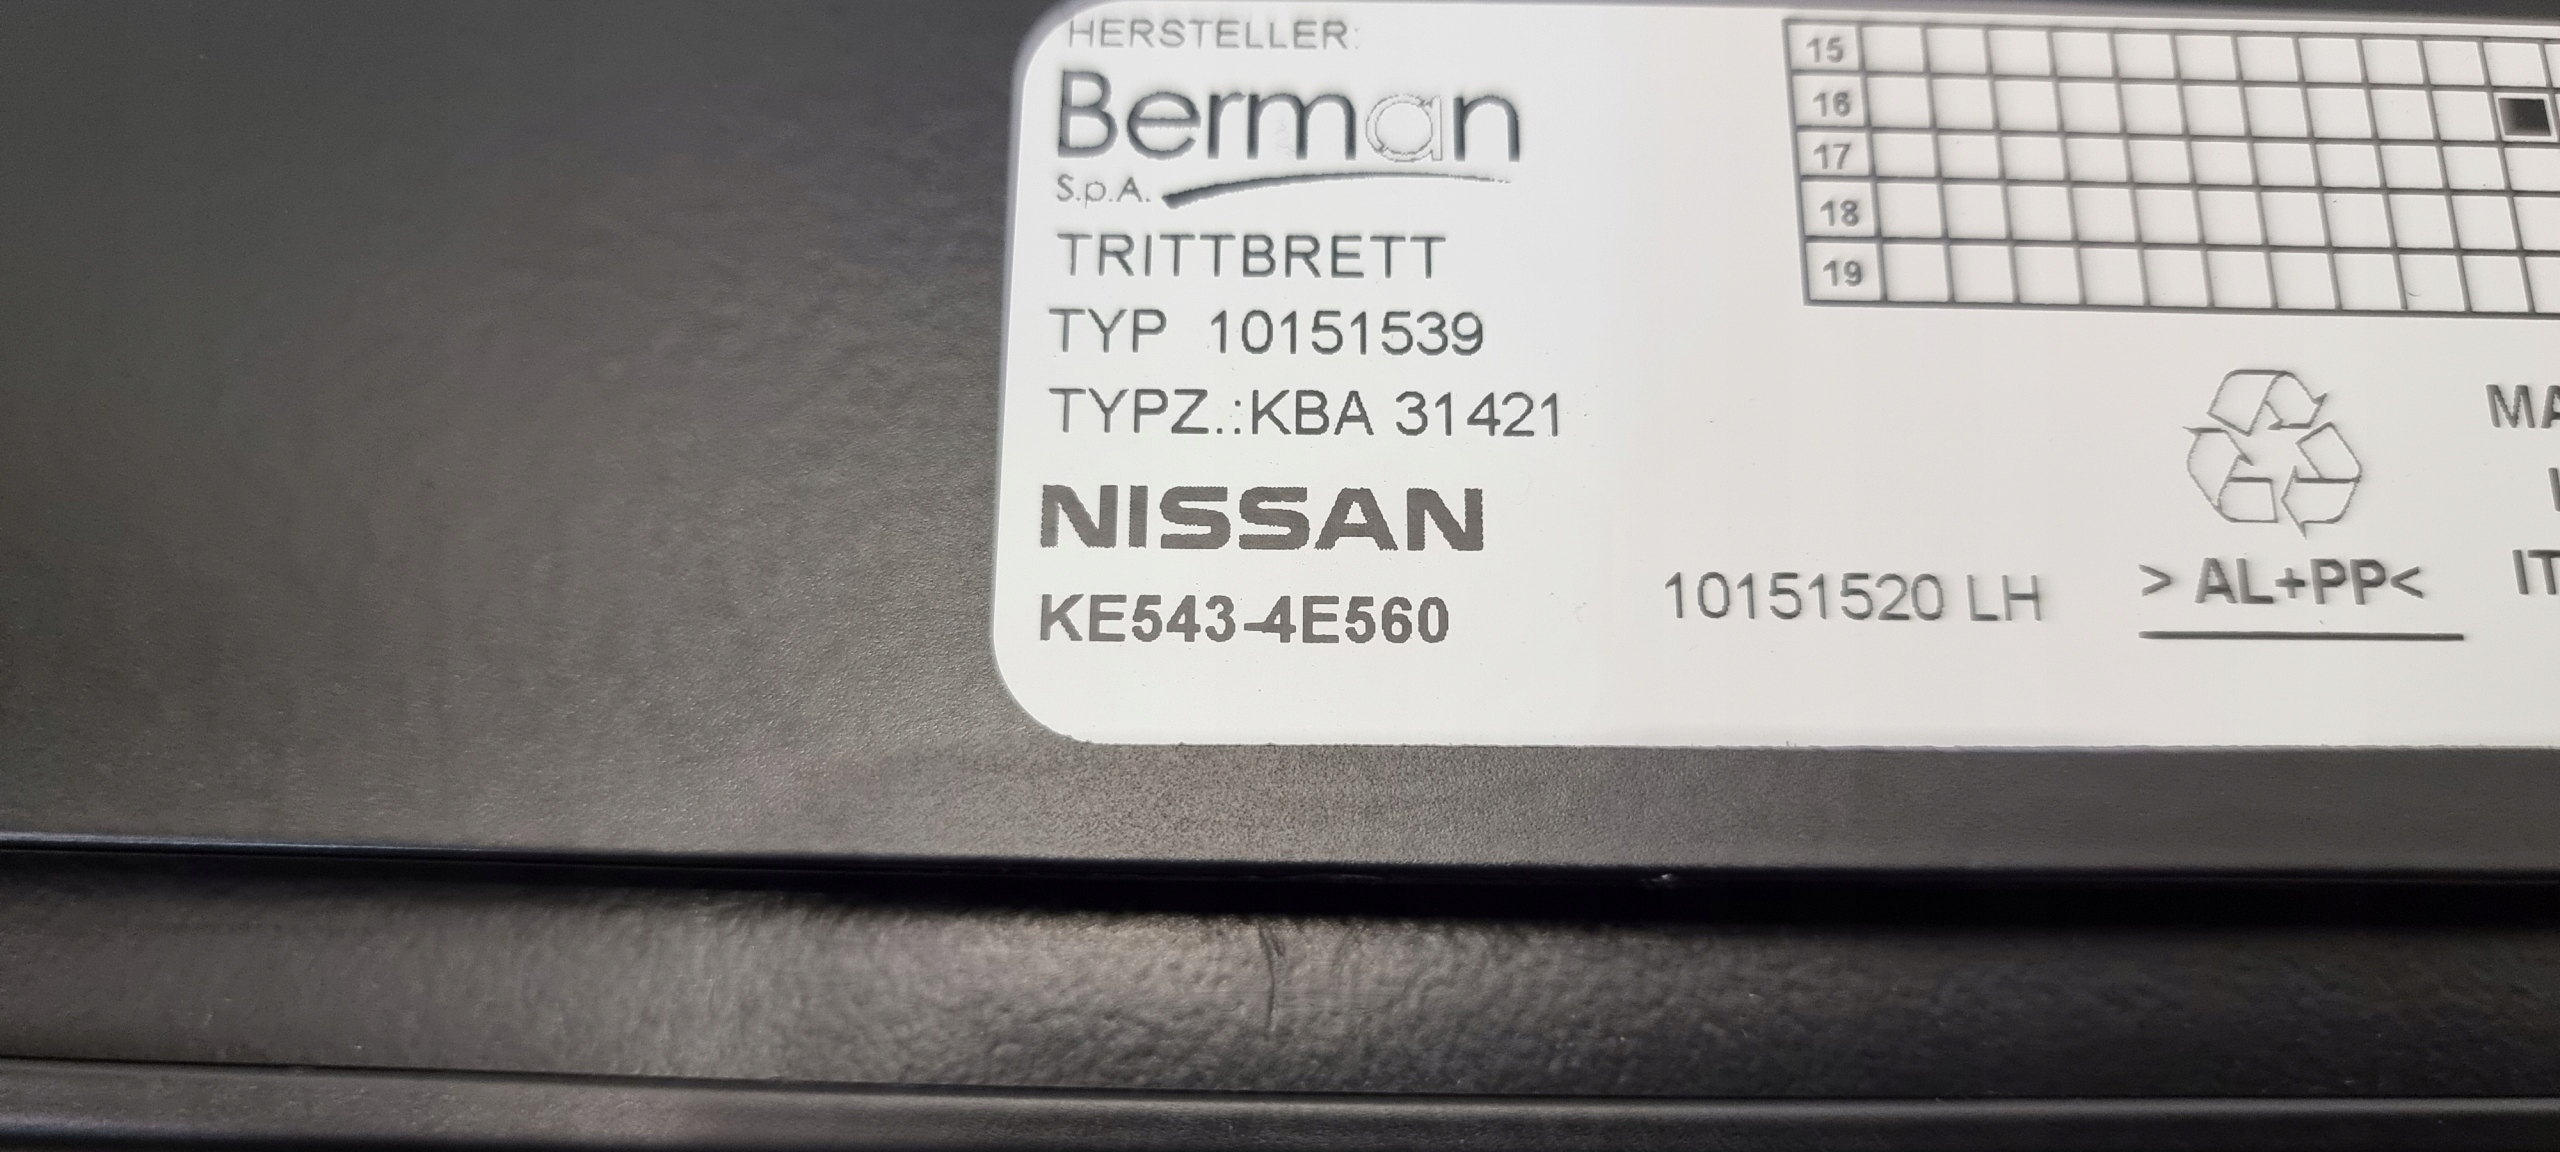 HERSTELLER:
Berman
S.p.A.
TRITTBRETT
TYP 10151539
TYPZ.:KBA 31421
NISSAN
KE543-4E560
15
16
17
18
19
10151520 LH
> AL+PP<